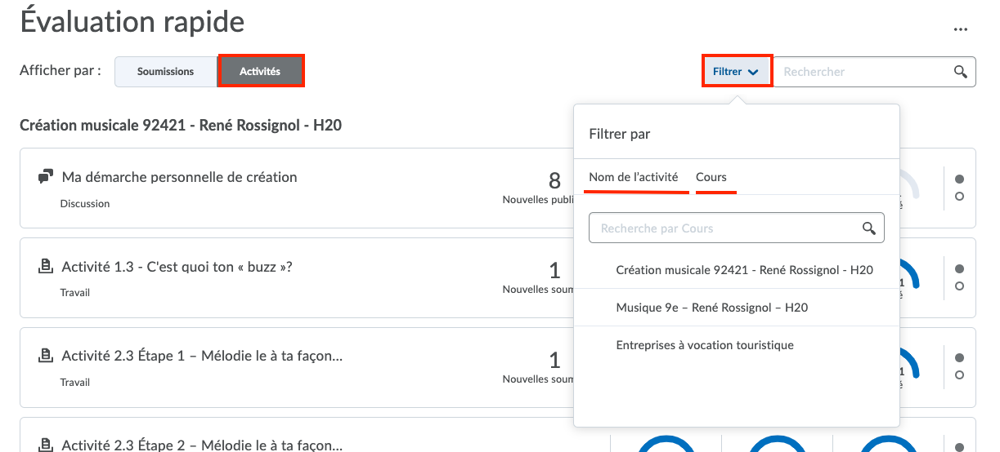 Évaluation rapide
...
Afficher par :
Soumissions
Activités
Filtrer
Rechercher
Création musicale 92421 - René Rossignol - H20
Filtrer par
Nom de l'activité
Cours
Recherche par Cours
Création musicale 92421 - René Rossignol - H20
Musique 9e – René Rossignol – H20
Entreprises à vocation touristique
Ma démarche personnelle de création
Discussion
8
Nouvelles publi
Activité 1.3 - C'est quoi ton « buzz »?
Travail
1
Nouvelles soum
1
é
Activité 2.3 Étape 1 – Mélodie le à ta façon...
Travail
1
Nouvelles soum
1
é
Activité 2.3 Étape 2 – Mélodie le à ta façon...